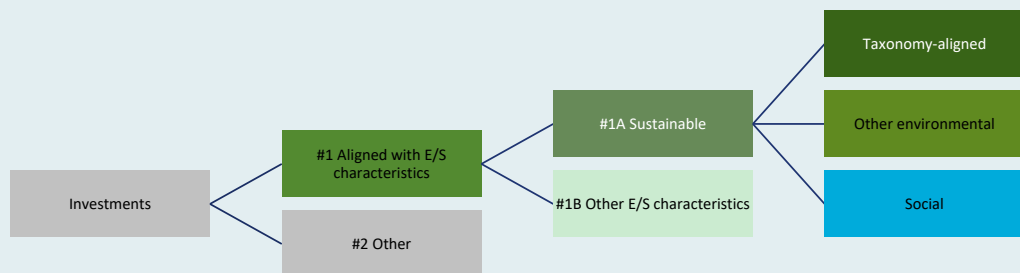 Investments
#1 Aligned with E/S
characteristics
#2 Other
#1A Sustainable
#1B Other E/S characteristics
Taxonomy-aligned
Other environmental
Social